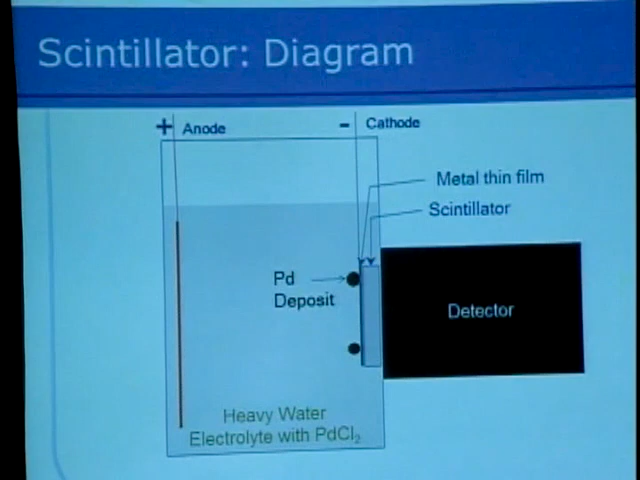 Scintillator: Diagram
+ Anode
- Cathode
Metal thin film
Scintillator
Pd
Deposit
Detector
Heavy Water
Electrolyte with PdCl₂